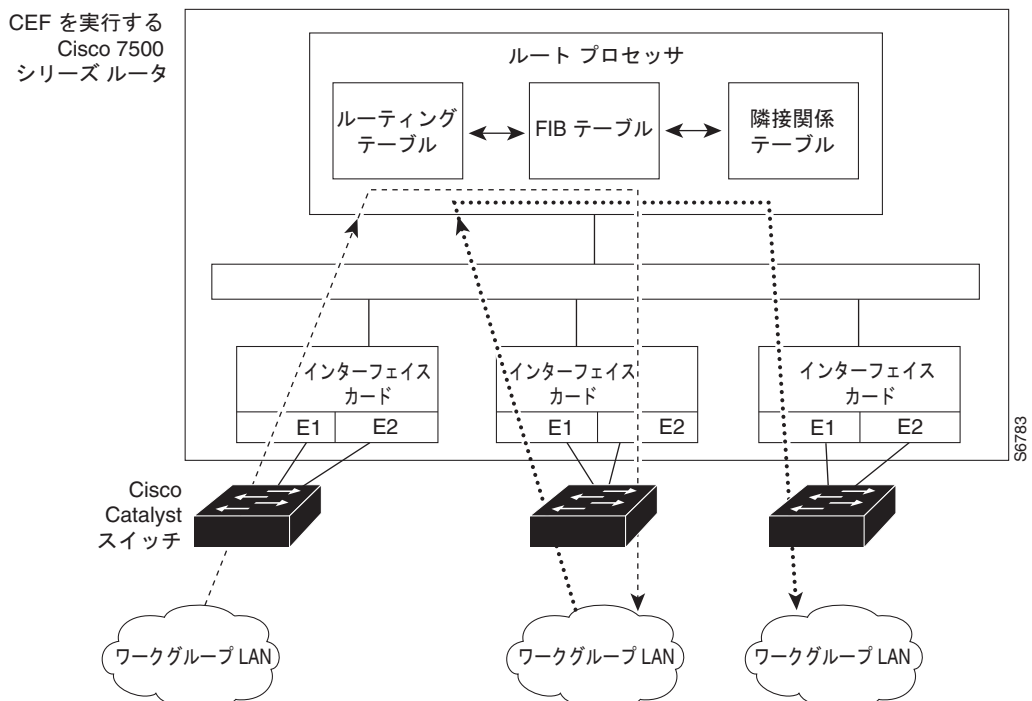 CEF を実行する
Cisco 7500
シリーズ ルータ
ルート プロセッサ
ルーティング
テーブル
FIB テーブル
隣接関係
テーブル
インターフェイス
カード
E1
E2
インターフェイス
カード
E1
E2
インターフェイス
カード
E1
E2
S6783
Cisco
Catalyst
スイッチ
ワークグループ LAN
ワークグループ LAN
ワークグループ LAN